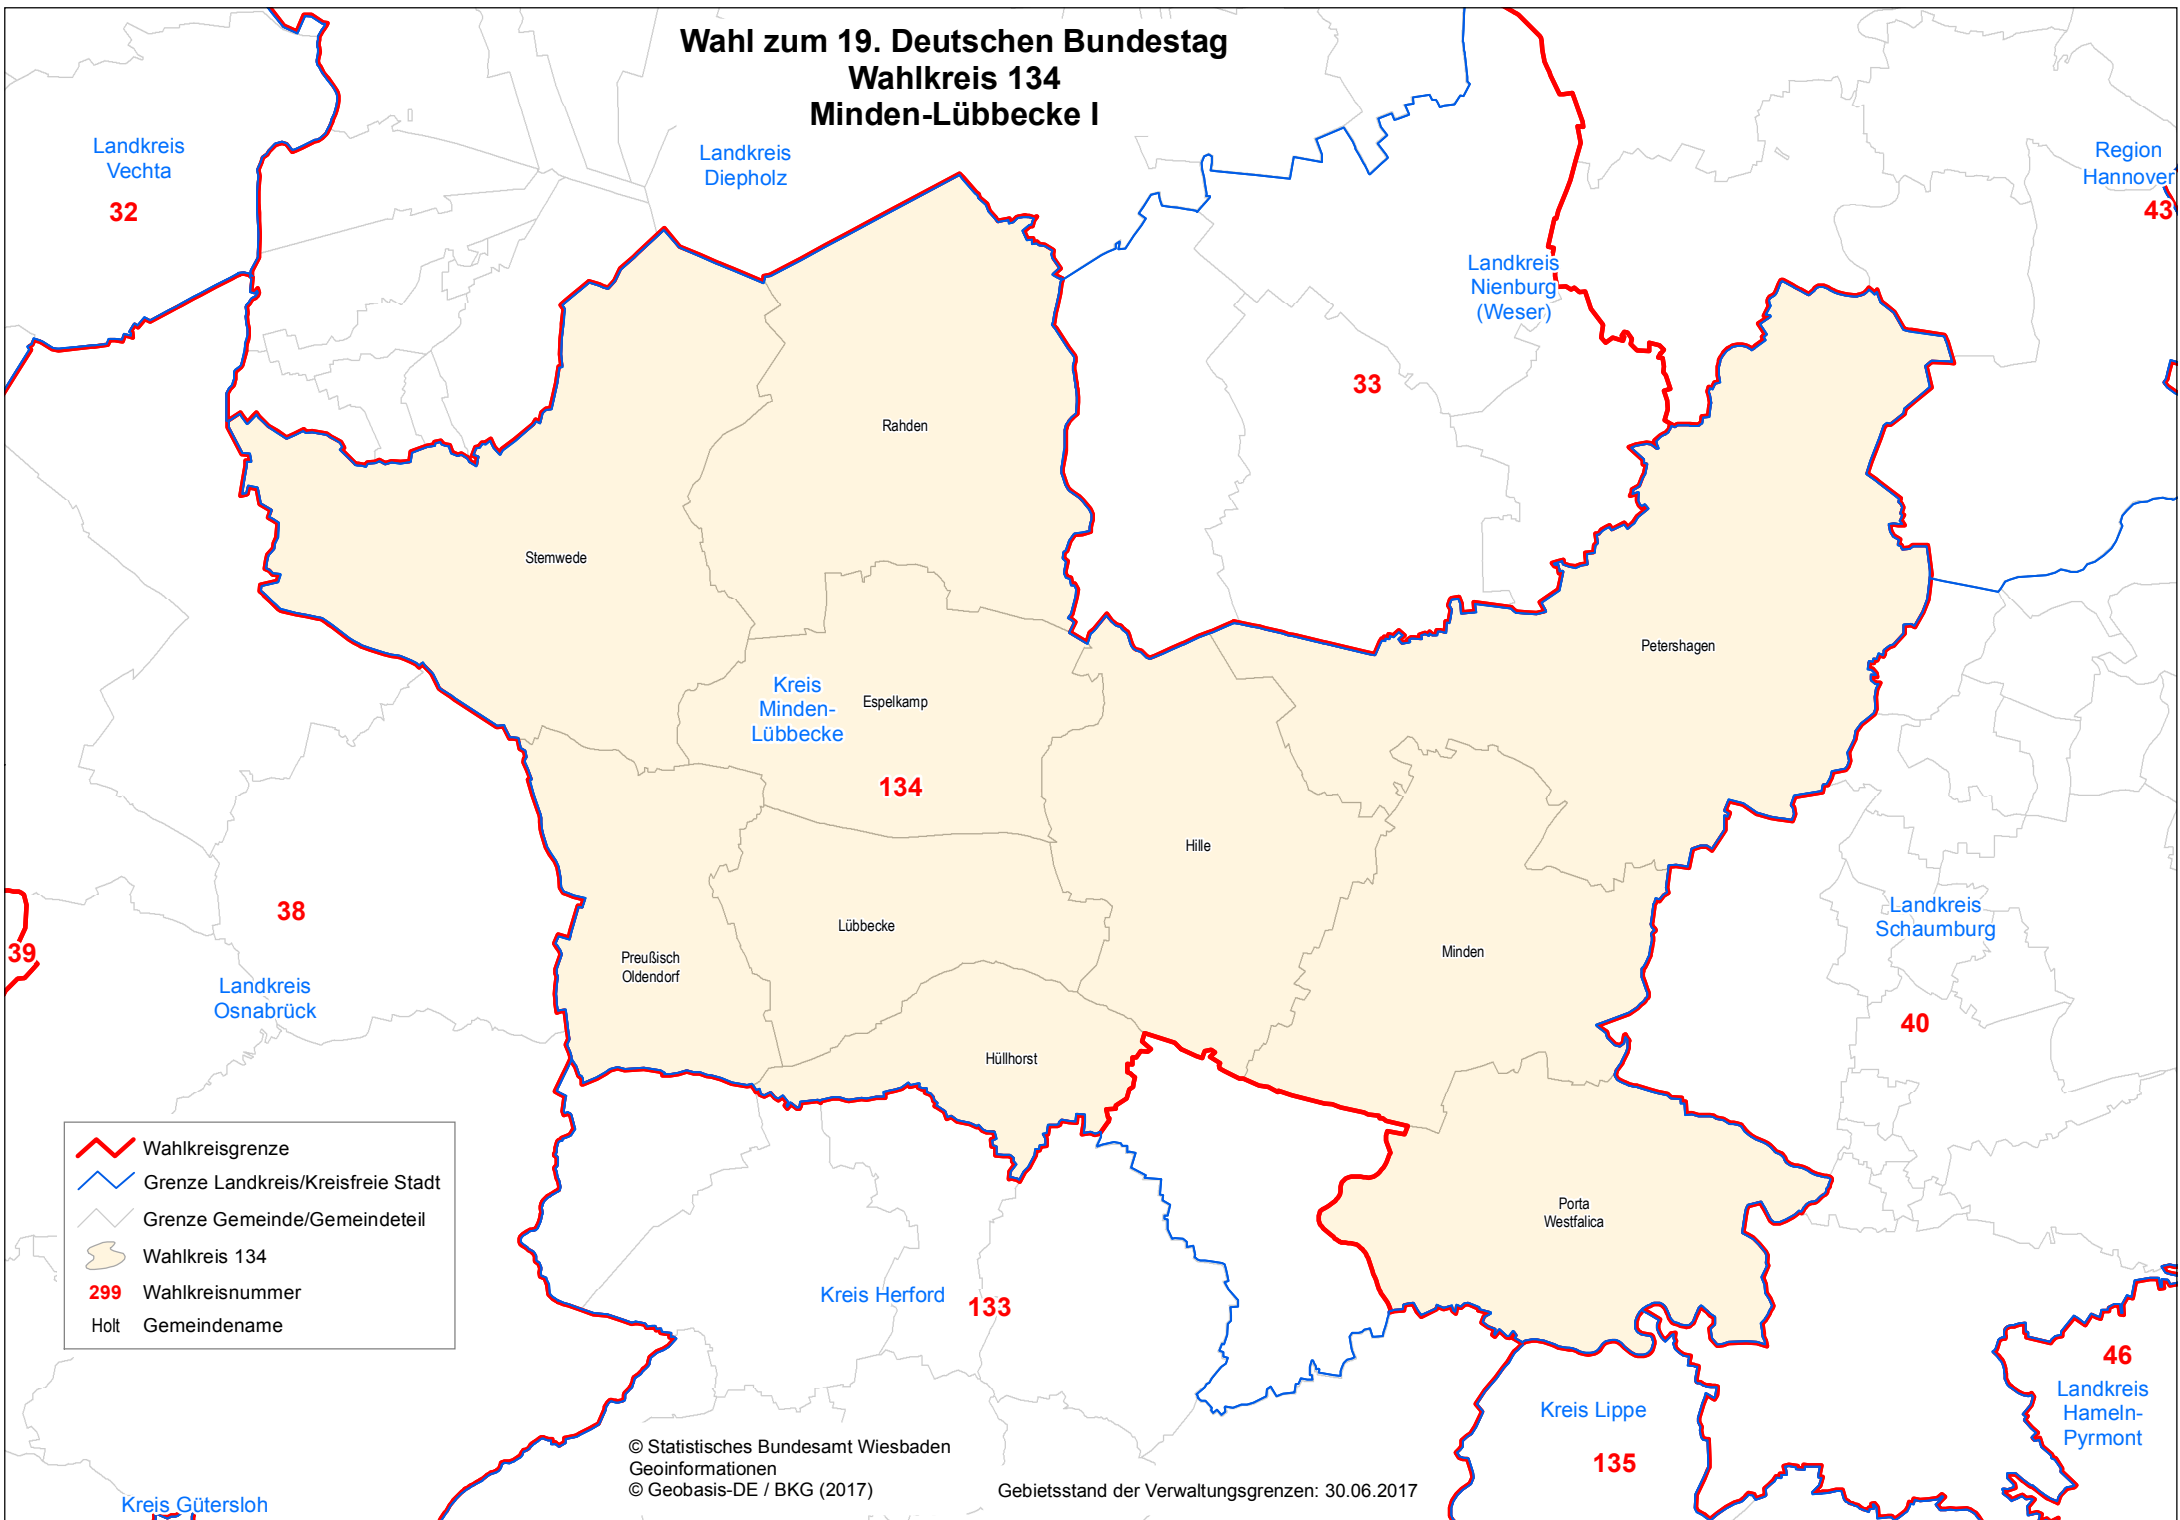 Wahl zum 19. Deutschen Bundestag
Wahlkreis 134
Minden-Lübbecke I
Landkreis
Vechta
32
Landkreis
Diepholz
Region
Hannover
43
Landkreis
Nienburg
(Weser)
33
Rahden
Stemwede
Petershagen
Kreis
Minden-
Lübbecke
Espelkamp
134
Hille
38
39
Landkreis
Osnabrück
Lübbecke
Preußisch
Oldendorf
Minden
Landkreis
Schaumburg
40
Hüllhorst
Porta
Westfalica
Wahlkreisgrenze
Grenze Landkreis/Kreisfreie Stadt
Grenze Gemeinde/Gemeindeteil
Wahlkreis 134
299 Wahlkreisnummer
Holt Gemeindename
Kreis Herford
133
46
Landkreis
Hameln-
Pyrmont
Kreis Lippe
135
Kreis Gütersloh
© Statistisches Bundesamt Wiesbaden
Geoinformationen
© Geobasis-DE / BKG (2017)
Gebietsstand der Verwaltungsgrenzen: 30.06.2017